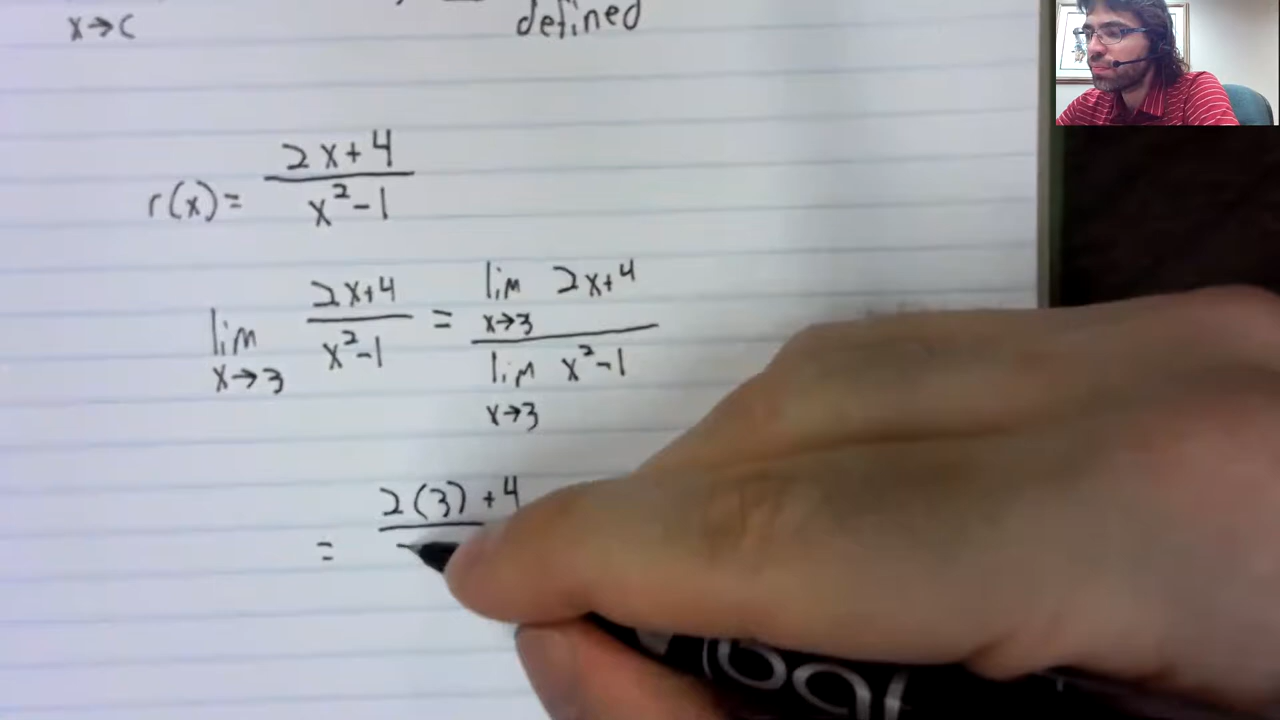 x→c
defined
r(x) = (2x+4)/(x²-1)
lim x→3 (2x+4)/(x²-1) = (lim x→3 2x+4)/(lim x→3 x²-1)
= 2(3)+4